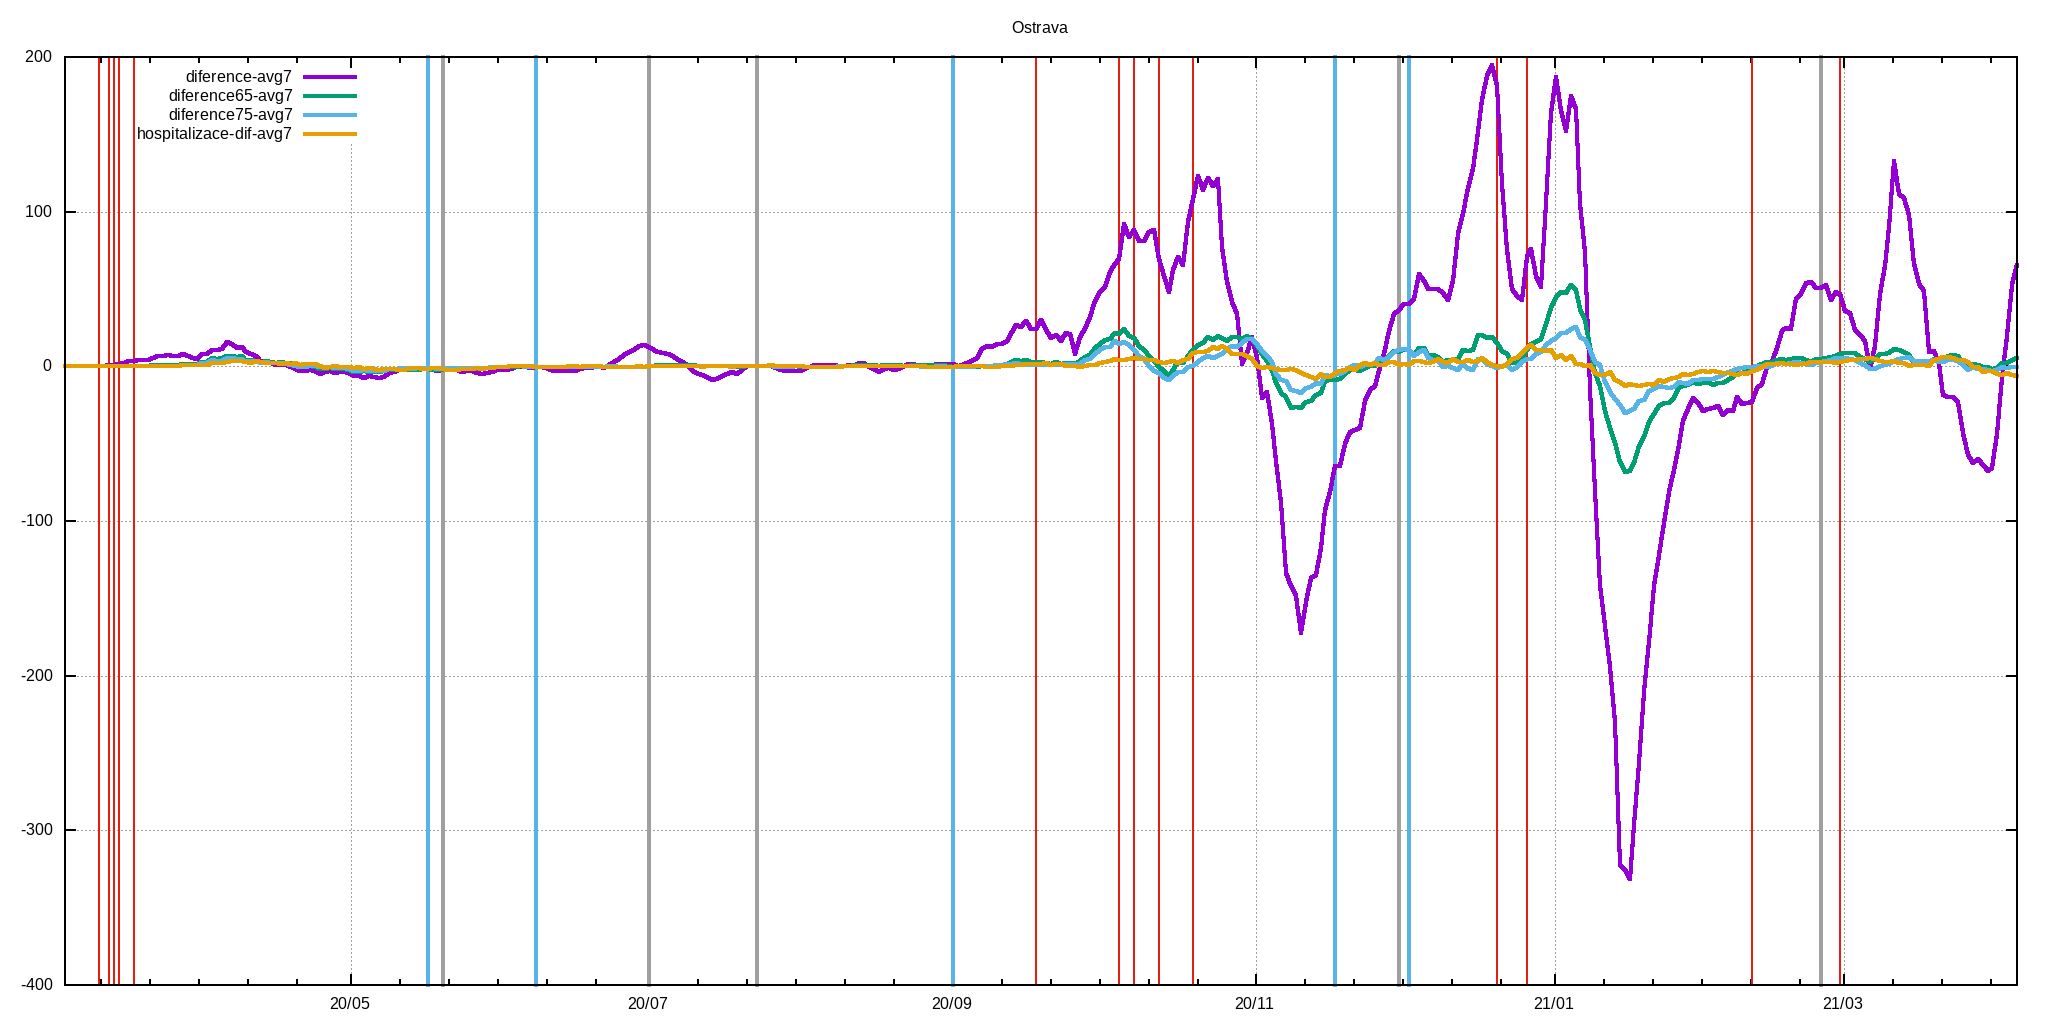 Ostrava
200
diference-avg7
diference65-avg7
diference75-avg7
hospitalizace-dif-avg7
100
0
-100
-200
-300
-400
20/05 20/07 20/09 20/11 21/01 21/03